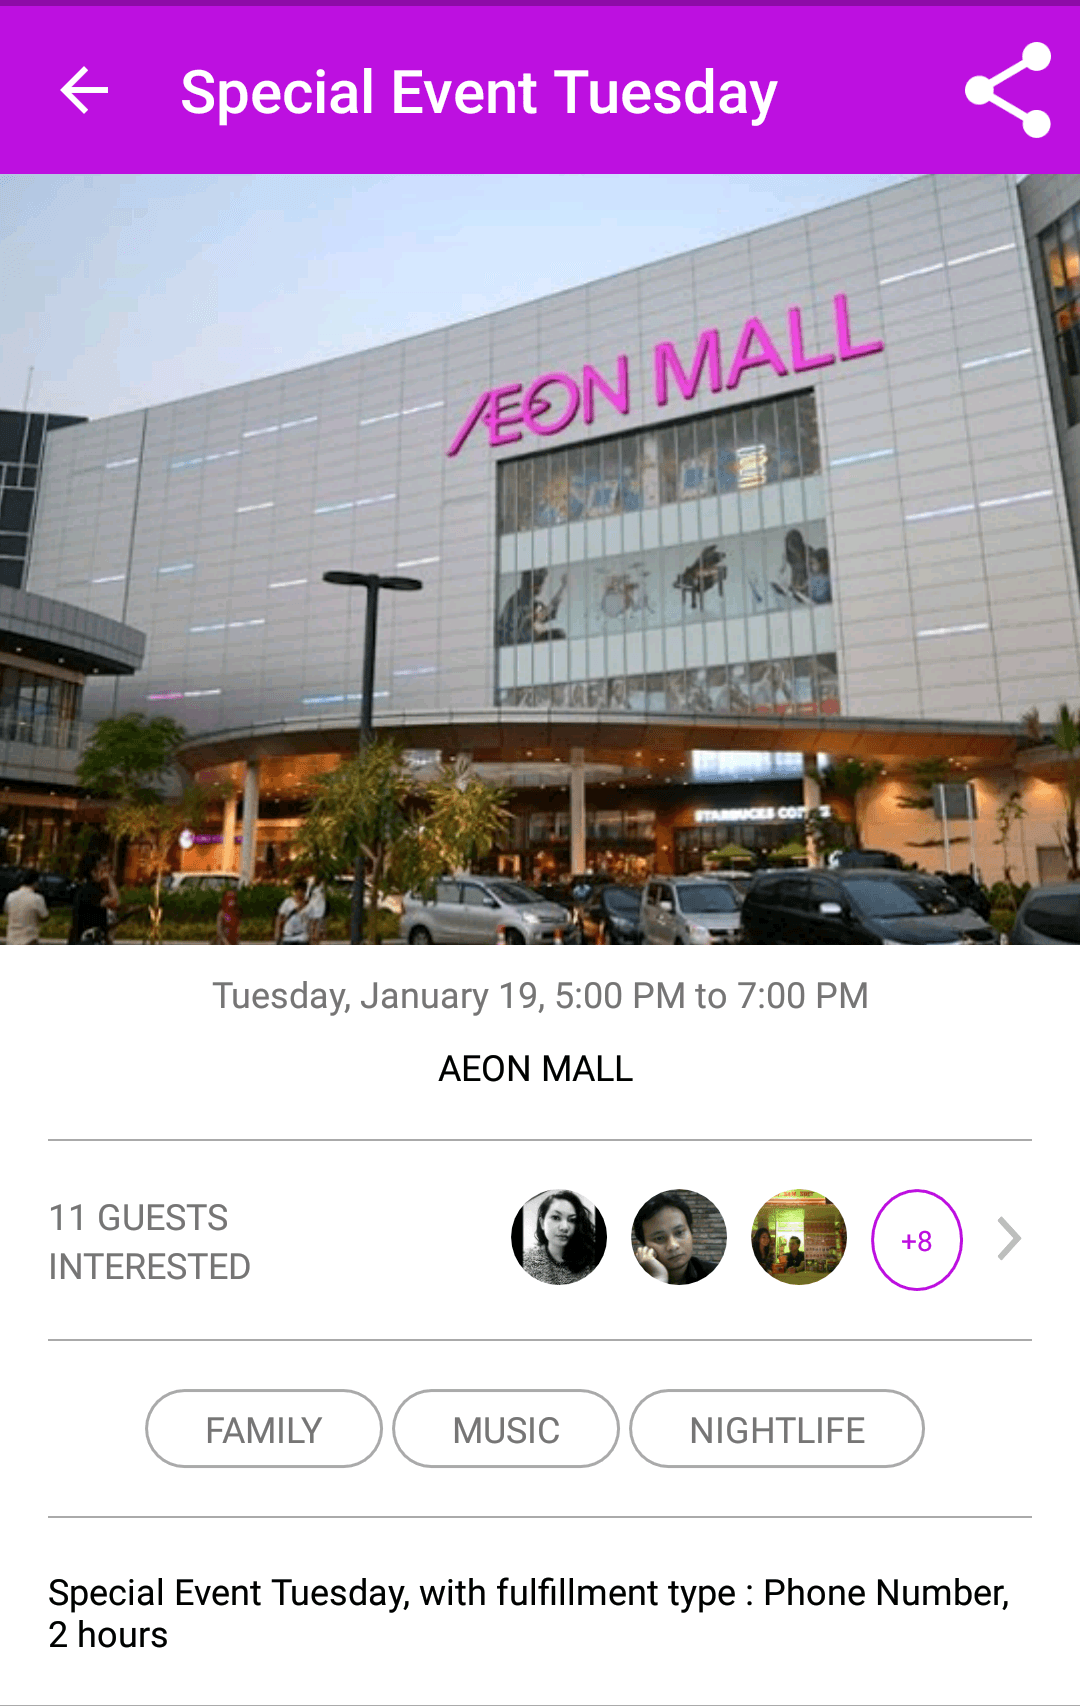 Special Event Tuesday
ÆON MALL
STARBUCKS COFFEE
Tuesday, January 19, 5:00 PM to 7:00 PM
AEON MALL
11 GUESTS
INTERESTED
+8
FAMILY
MUSIC
NIGHTLIFE
Special Event Tuesday, with fulfillment type : Phone Number,
2 hours